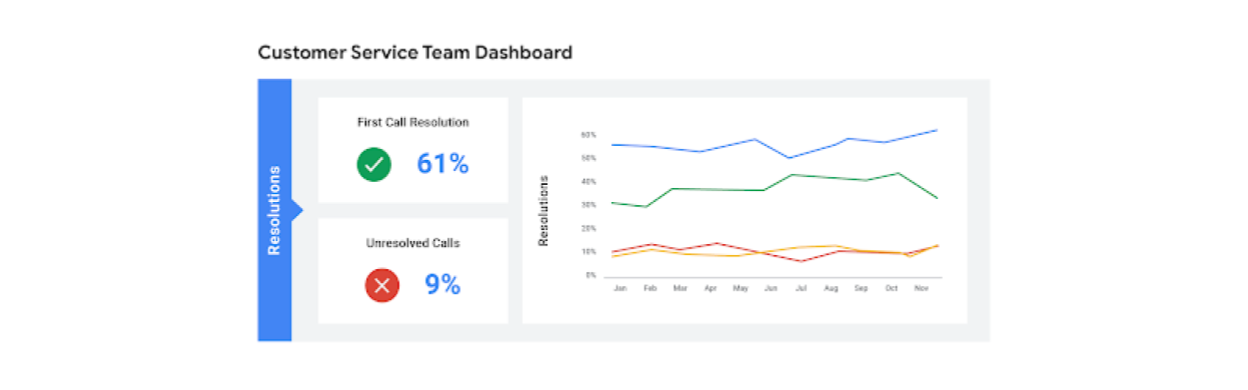 Customer Service Team Dashboard
Resolutions
First Call Resolution
61%
Unresolved Calls
9%
Resolutions
60%
50%
40%
30%
20%
10%
0%
Jan Feb Mar Apr May Jun Jul Aug Sep Oct Nov